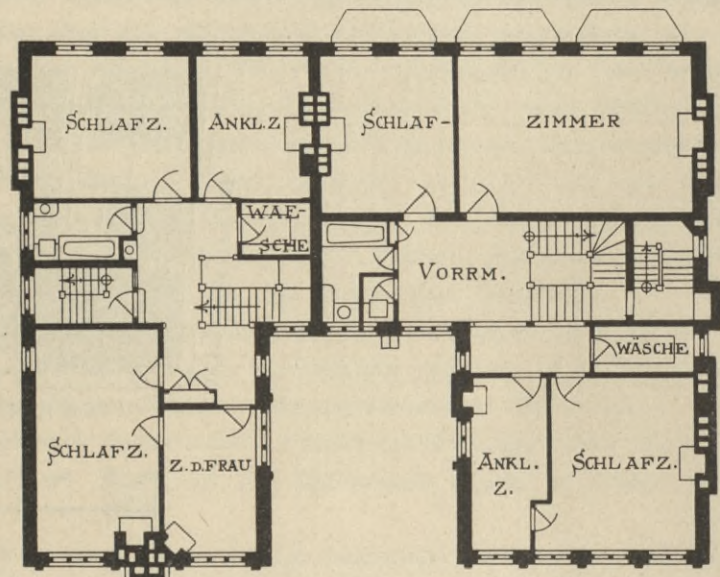 SCHLAFZ.
ANKL.Z
SCHLAF-
ZIMMER
WAE-
SCHE
VORRM.
WÄSCHE
SCHLAFZ.
Z.D.FRAU
ANKL.
Z.
SCHLAFZ.